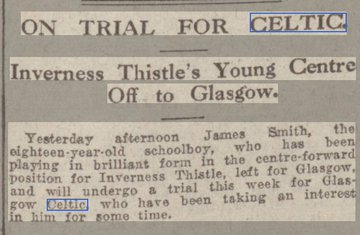 ON TRIAL FOR CELTIC.
Inverness Thistle's Young Centre
Off to Glasgow.
Yesterday afternoon James Smith, the
eighteen-year-old schoolboy, who has been
playing in brilliant form in the centre-forward
position for Inverness Thistle, left for Glasgow,
and will undergo a trial this week for Glas-
gow Celtic, who have been taking an interest
in him for some time.